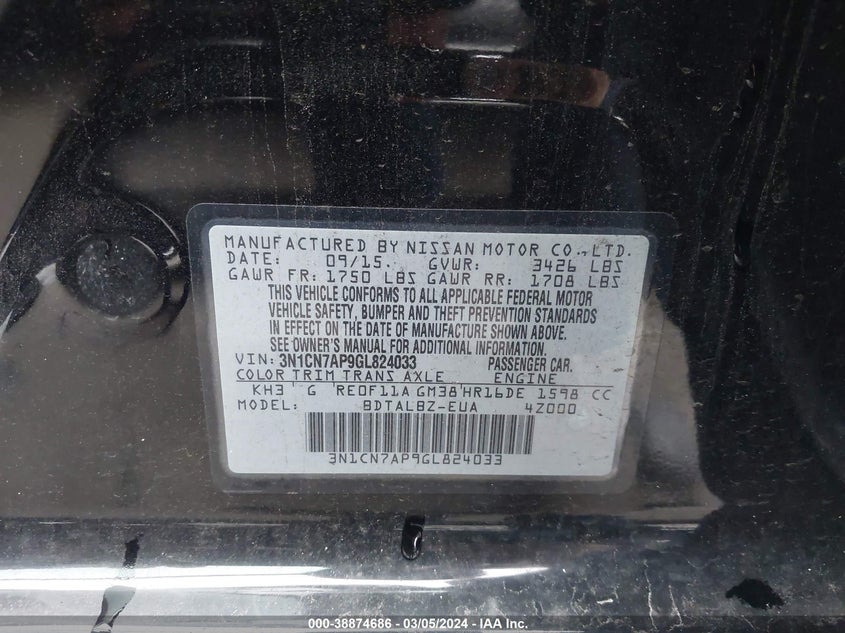 MANUFACTURED BY NISSAN MOTOR CO.,LTD.
DATE: 09/15 GVWR: 3426 LBS
GAWR FR: 1750 LBS GAWR RR: 1708 LBS
THIS VEHICLE CONFORMS TO ALL APPLICABLE FEDERAL MOTOR
VEHICLE SAFETY, BUMPER AND THEFT PREVENTION STANDARDS
IN EFFECT ON THE DATE OF MANUFACTURE SHOWN ABOVE.
SEE OWNER'S MANUAL FOR ADDITIONAL INFORMATION.
VIN: 3N1CN7AP9GL824033 PASSENGER CAR.
COLOR TRIM TRANS AXLE ENGINE
KH3 G RE0F11A GM38 HR16DE 1598 CC
MODEL: BDTALBZ-EUA 4Z000
3N1CN7AP9GL824033
000-38874686 - 03/05/2024 - IAA Inc.